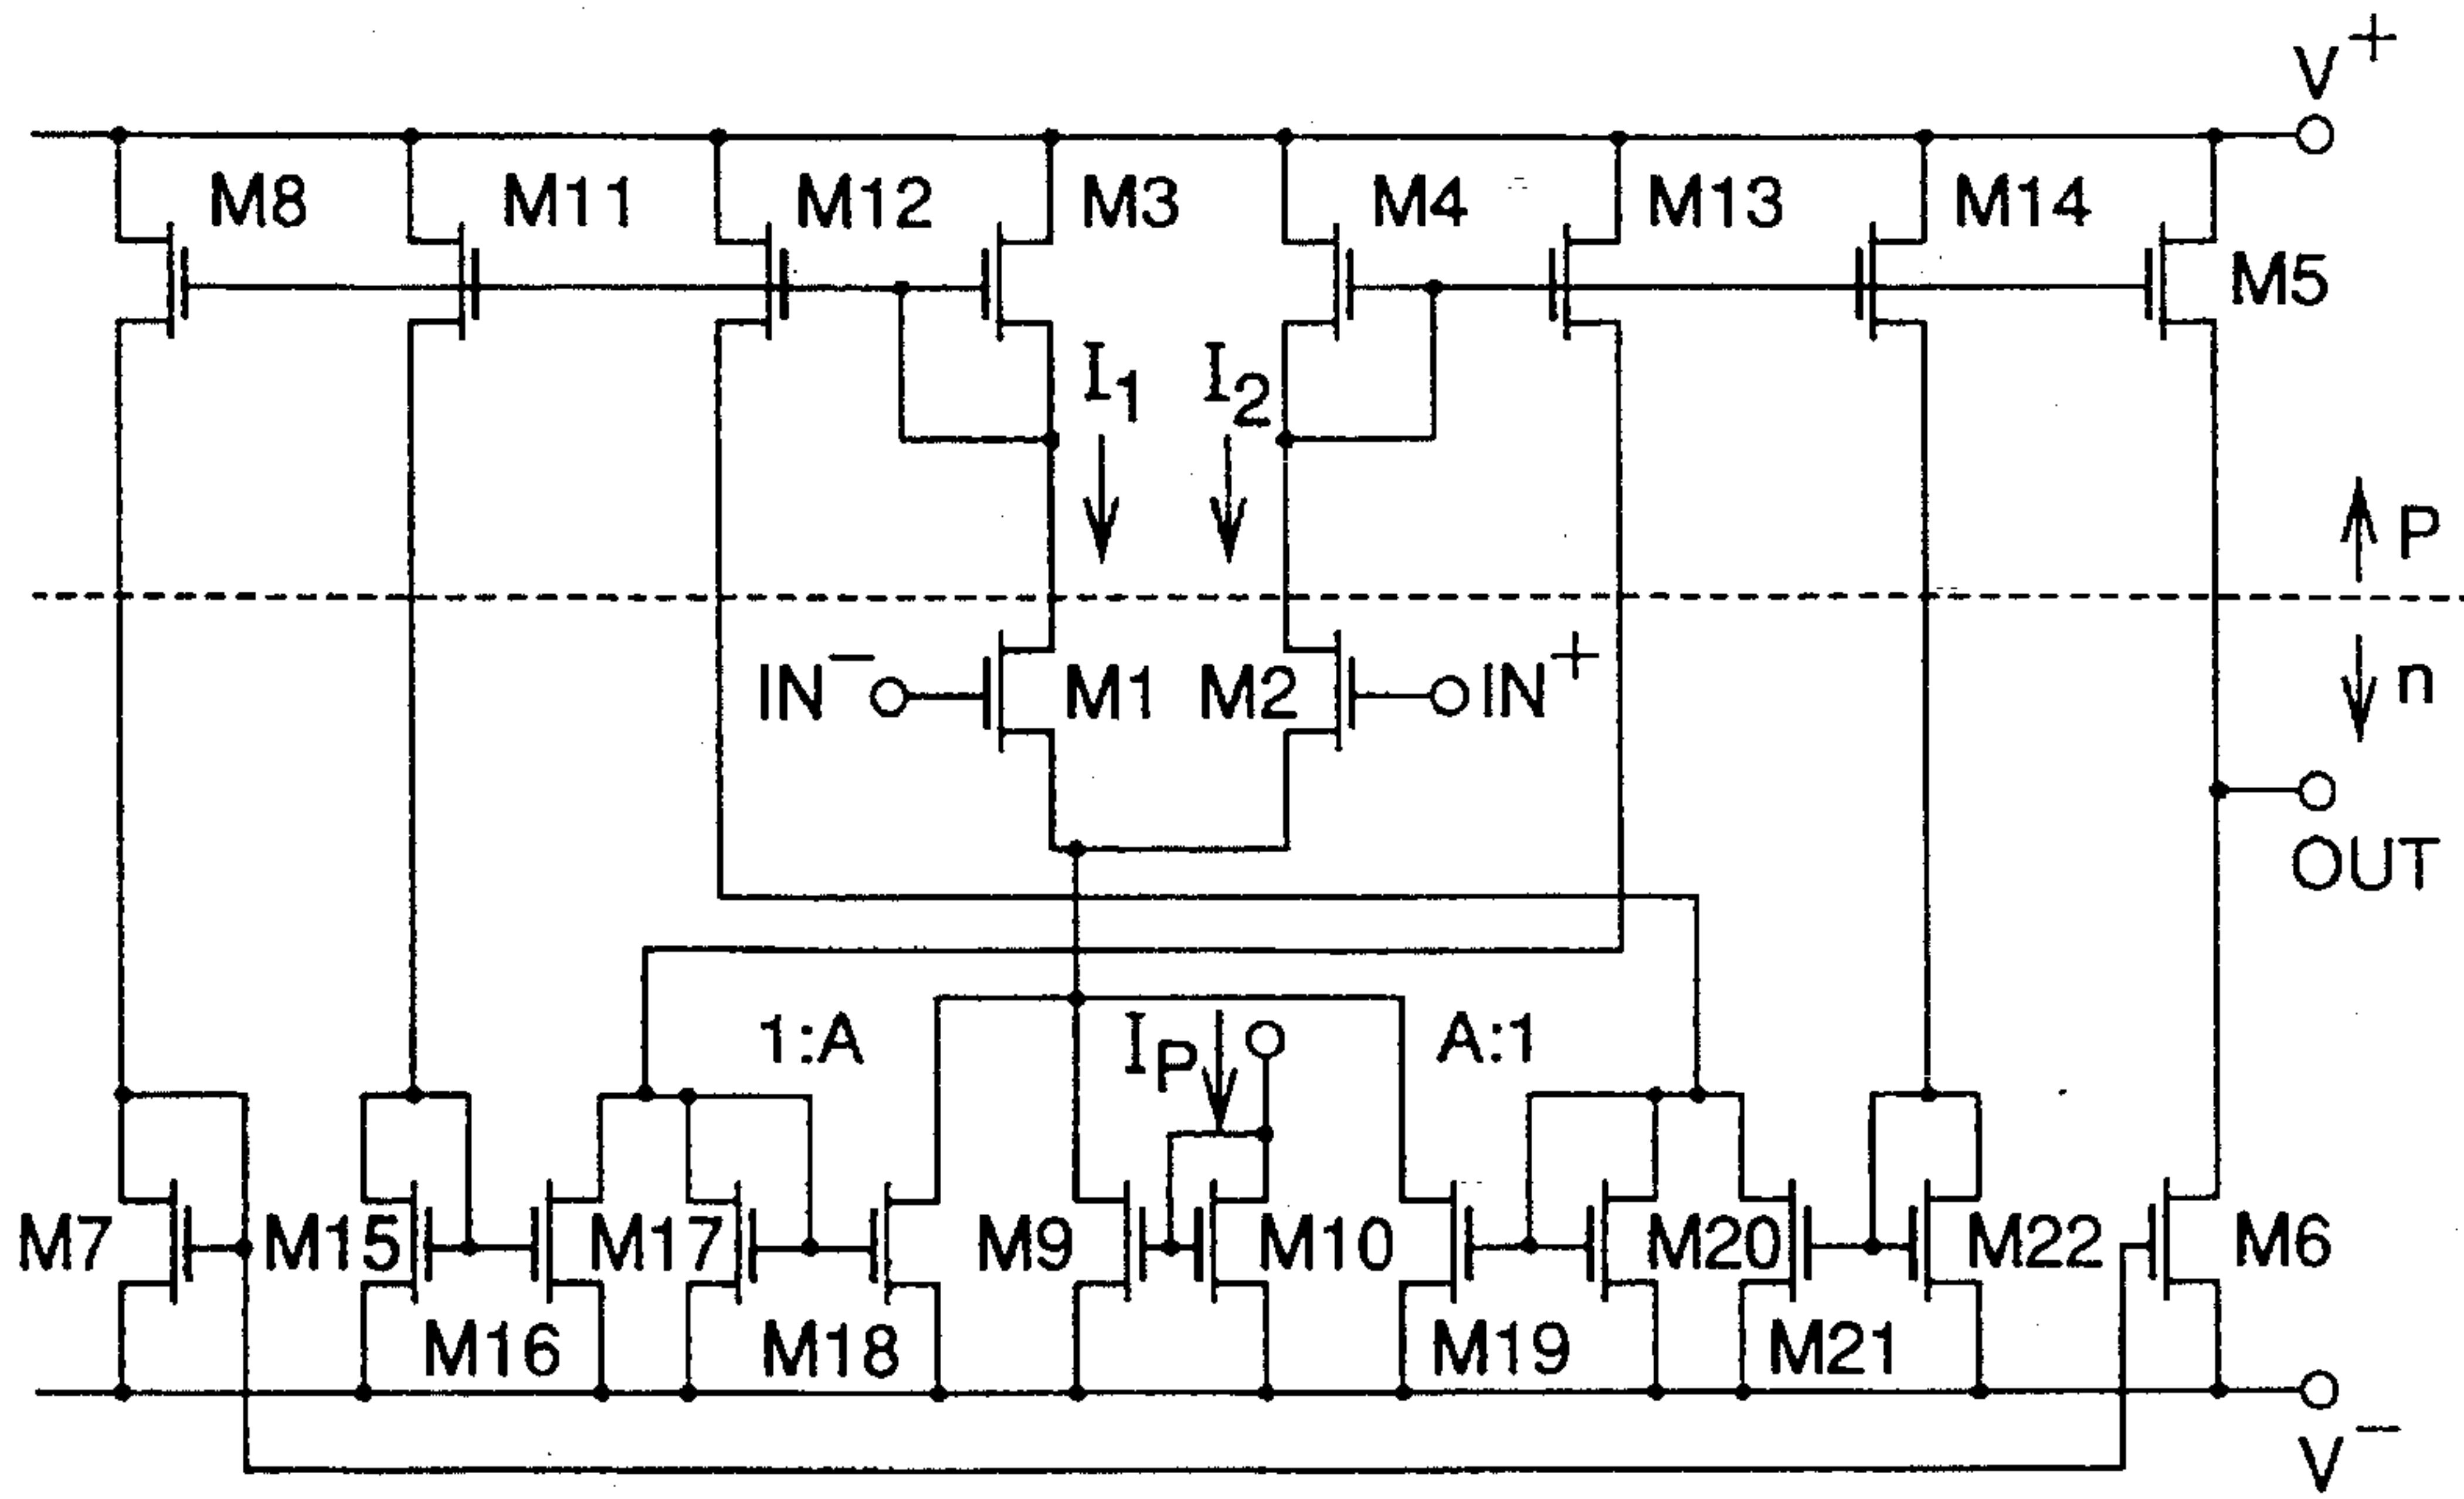 V+
M8 M11 M12 M3 M4 M13 M14
M5
I1 I2
P
IN− M1 M2 IN+ n
OUT
1:A IP A:1
M7 M15 M17 M9 M10 M20 M22 M6
M16 M18 M19 M21
V−